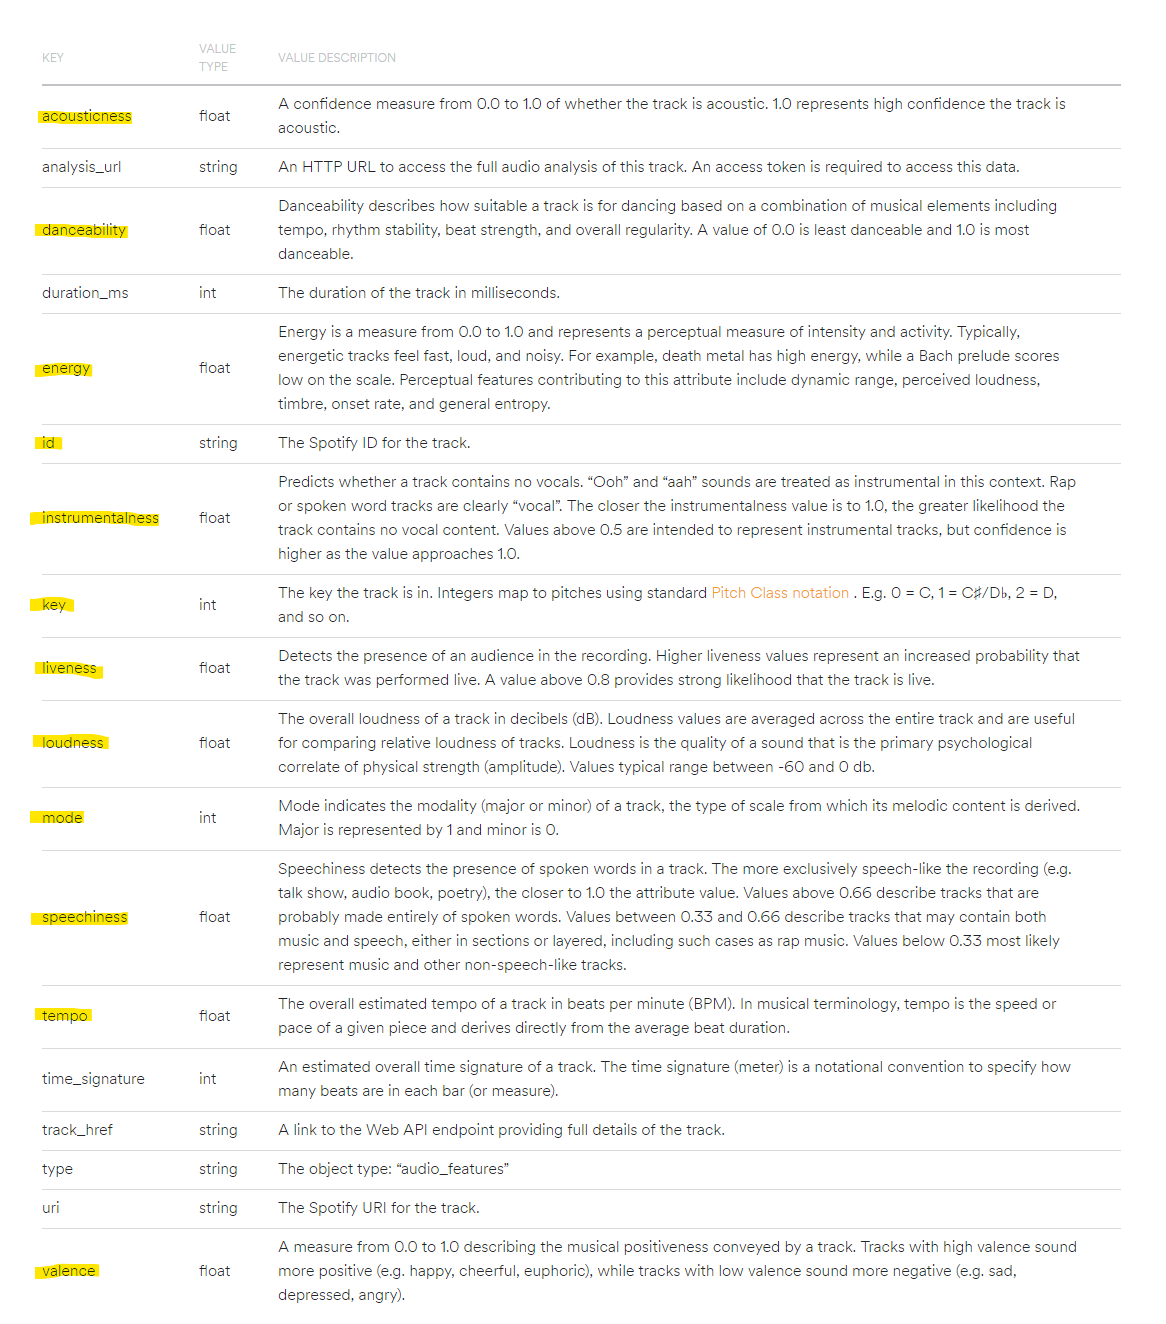 KEY VALUE TYPE VALUE DESCRIPTION
acousticness float A confidence measure from 0.0 to 1.0 of whether the track is acoustic. 1.0 represents high confidence the track is
acoustic.
analysis_url string An HTTP URL to access the full audio analysis of this track. An access token is required to access this data.
danceability float Danceability describes how suitable a track is for dancing based on a combination of musical elements including
tempo, rhythm stability, beat strength, and overall regularity. A value of 0.0 is least danceable and 1.0 is most
danceable.
duration_ms int The duration of the track in milliseconds.
energy float Energy is a measure from 0.0 to 1.0 and represents a perceptual measure of intensity and activity. Typically,
energetic tracks feel fast, loud, and noisy. For example, death metal has high energy, while a Bach prelude scores
low on the scale. Perceptual features contributing to this attribute include dynamic range, perceived loudness,
timbre, onset rate, and general entropy.
id string The Spotify ID for the track.
instrumentalness float Predicts whether a track contains no vocals. “Ooh” and “aah” sounds are treated as instrumental in this context. Rap
or spoken word tracks are clearly “vocal”. The closer the instrumentalness value is to 1.0, the greater likelihood the
track contains no vocal content. Values above 0.5 are intended to represent instrumental tracks, but confidence is
higher as the value approaches 1.0.
key int The key the track is in. Integers map to pitches using standard Pitch Class notation . E.g. 0 = C, 1 = C♯/D♭, 2 = D,
and so on.
liveness float Detects the presence of an audience in the recording. Higher liveness values represent an increased probability that
the track was performed live. A value above 0.8 provides strong likelihood that the track is live.
loudness float The overall loudness of a track in decibels (dB). Loudness values are averaged across the entire track and are useful
for comparing relative loudness of tracks. Loudness is the quality of a sound that is the primary psychological
correlate of physical strength (amplitude). Values typical range between -60 and 0 db.
mode int Mode indicates the modality (major or minor) of a track, the type of scale from which its melodic content is derived.
Major is represented by 1 and minor is 0.
speechiness float Speechiness detects the presence of spoken words in a track. The more exclusively speech-like the recording (e.g.
talk show, audio book, poetry), the closer to 1.0 the attribute value. Values above 0.66 describe tracks that are
probably made entirely of spoken words. Values between 0.33 and 0.66 describe tracks that may contain both
music and speech, either in sections or layered, including such cases as rap music. Values below 0.33 most likely
represent music and other non-speech-like tracks.
tempo float The overall estimated tempo of a track in beats per minute (BPM). In musical terminology, tempo is the speed or
pace of a given piece and derives directly from the average beat duration.
time_signature int An estimated overall time signature of a track. The time signature (meter) is a notational convention to specify how
many beats are in each bar (or measure).
track_href string A link to the Web API endpoint providing full details of the track.
type string The object type: “audio_features”
uri string The Spotify URI for the track.
valence float A measure from 0.0 to 1.0 describing the musical positiveness conveyed by a track. Tracks with high valence sound
more positive (e.g. happy, cheerful, euphoric), while tracks with low valence sound more negative (e.g. sad,
depressed, angry).